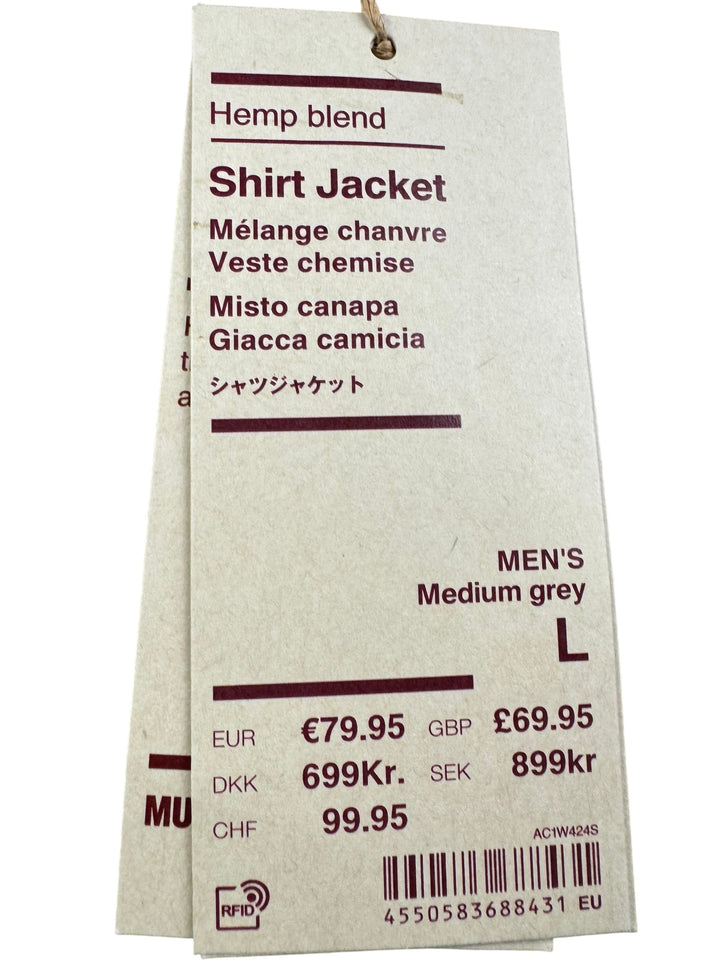 Hemp blend
Shirt Jacket
Mélange chanvre
Veste chemise
Misto canapa
Giacca camicia
シャツジャケット
MEN'S
Medium grey
L
EUR €79.95 GBP £69.95
DKK 699Kr. SEK 899kr
CHF 99.95
AC1W424S
4550583688431 EU
RFID
MU